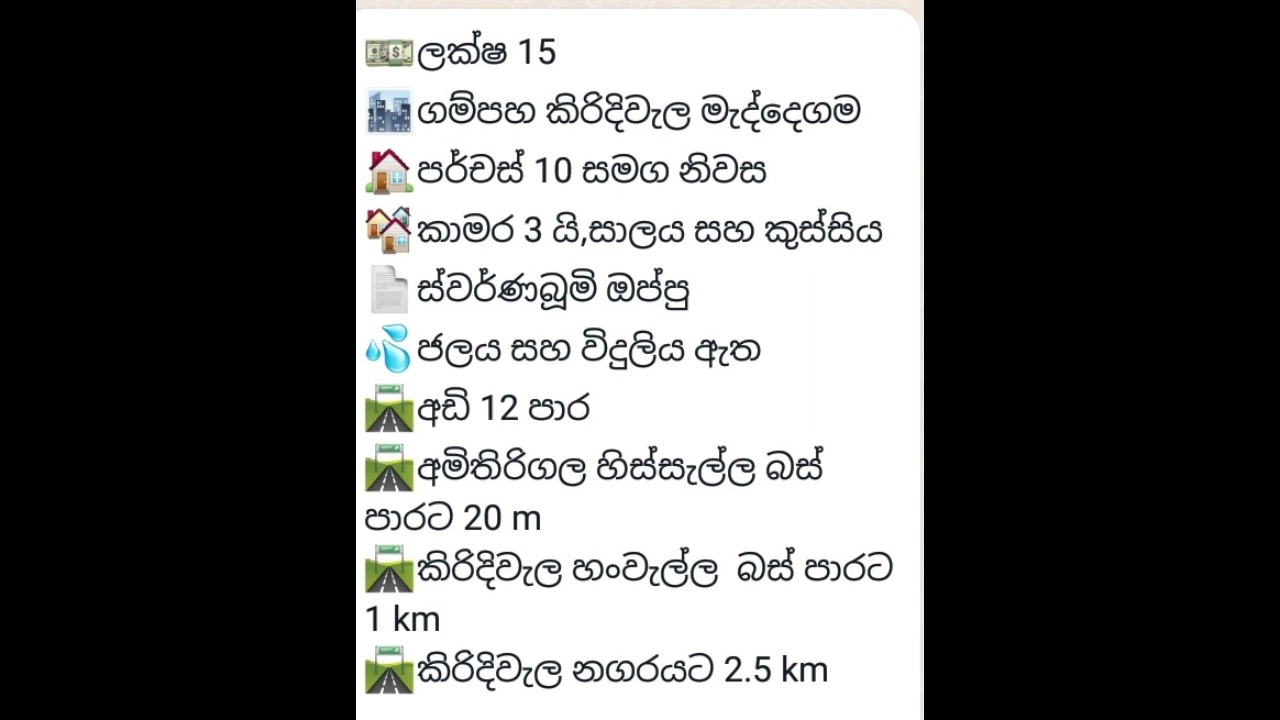 💵ලක්ෂ 15
🏙️ගම්පහ කිරිදිවැල මැද්දෙගම
🏠පර්චස් 10 සමග නිවස
🏘️කාමර 3 යි,සාලය සහ කුස්සිය
📄ස්වර්ණබූමි ඔප්පු
💦ජලය සහ විදුලිය ඇත
🛣️අඩි 12 පාර
🛣️අමිතිරිගල හිස්සැල්ල බස්
පාරට 20 m
🛣️කිරිදිවැල හංවැල්ල බස් පාරට
1 km
🛣️කිරිදිවැල නගරයට 2.5 km